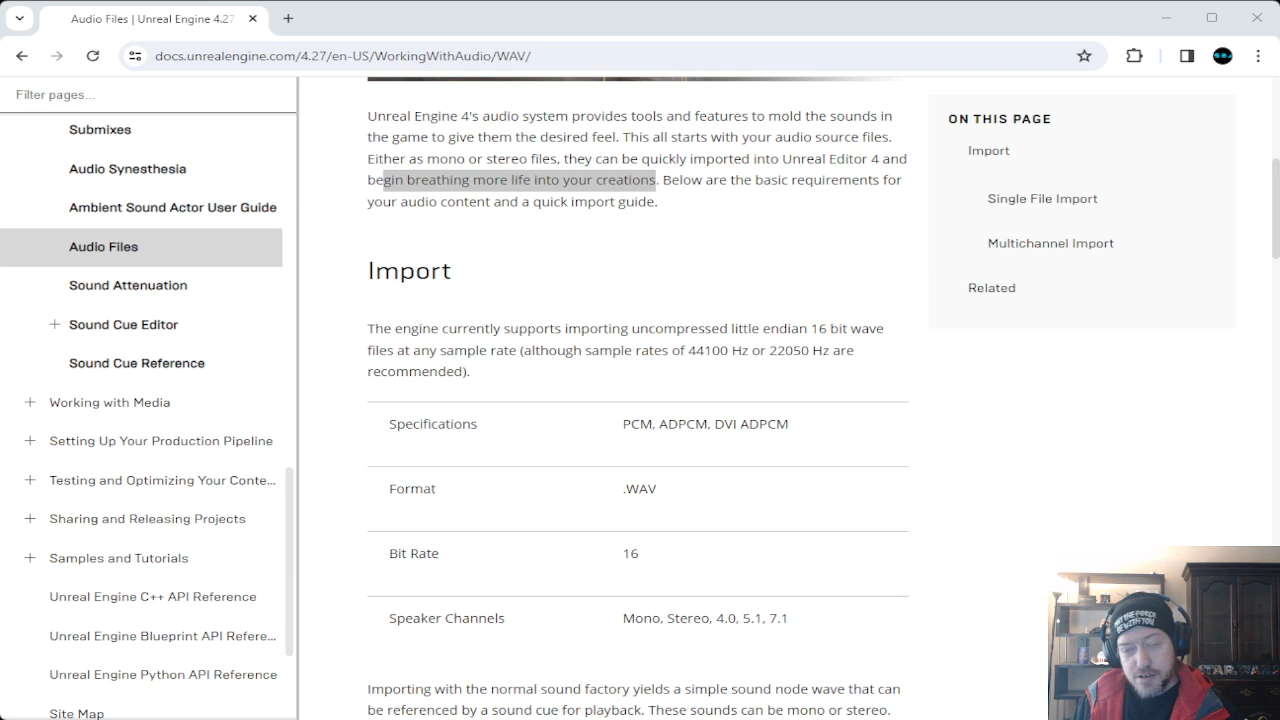 Audio Files | Unreal Engine 4.27
docs.unrealengine.com/4.27/en-US/WorkingWithAudio/WAV/
Filter pages...
Submixes
Audio Synesthesia
Ambient Sound Actor User Guide
Audio Files
Sound Attenuation
Sound Cue Editor
Sound Cue Reference
Working with Media
Setting Up Your Production Pipeline
Testing and Optimizing Your Conte...
Sharing and Releasing Projects
Samples and Tutorials
Unreal Engine C++ API Reference
Unreal Engine Blueprint API Refere...
Unreal Engine Python API Reference
Site Map
Unreal Engine 4's audio system provides tools and features to mold the sounds in
the game to give them the desired feel. This all starts with your audio source files.
Either as mono or stereo files, they can be quickly imported into Unreal Editor 4 and
begin breathing more life into your creations. Below are the basic requirements for
your audio content and a quick import guide.
Import
The engine currently supports importing uncompressed little endian 16 bit wave
files at any sample rate (although sample rates of 44100 Hz or 22050 Hz are
recommended).
Specifications PCM, ADPCM, DVI ADPCM
Format .WAV
Bit Rate 16
Speaker Channels Mono, Stereo, 4.0, 5.1, 7.1
Importing with the normal sound factory yields a simple sound node wave that can
be referenced by a sound cue for playback. These sounds can be mono or stereo.
ON THIS PAGE
Import
Single File Import
Multichannel Import
Related
THE FORCE
BE WITH YOU
STAR WARS